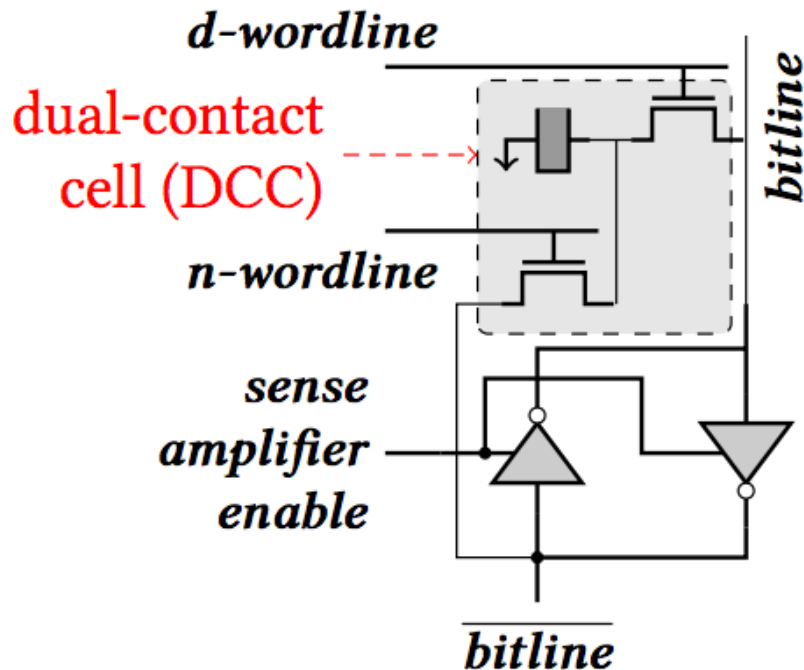 d-wordline
dual-contact
cell (DCC)
bitline
n-wordline
sense
amplifier
enable
bitline